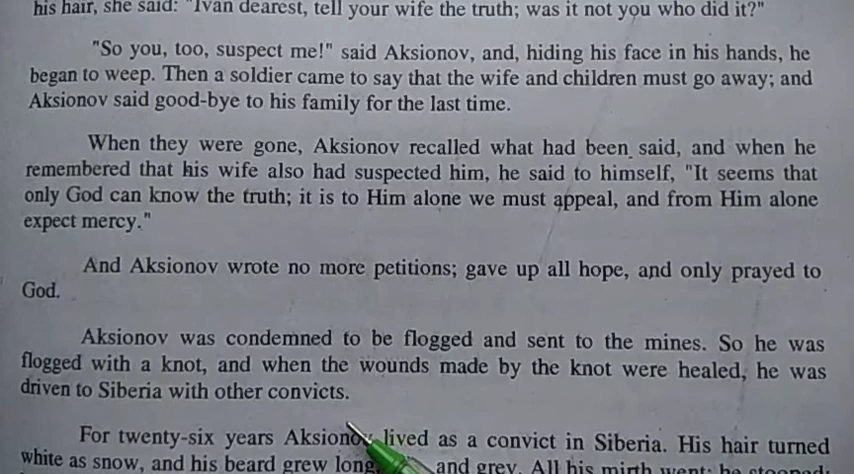 his hair, she said: "Ivan dearest, tell your wife the truth; was it not you who did it?"
"So you, too, suspect me!" said Aksionov, and, hiding his face in his hands, he
began to weep. Then a soldier came to say that the wife and children must go away; and
Aksionov said good-bye to his family for the last time.
When they were gone, Aksionov recalled what had been said, and when he
remembered that his wife also had suspected him, he said to himself, "It seems that
only God can know the truth; it is to Him alone we must appeal, and from Him alone
expect mercy."
And Aksionov wrote no more petitions; gave up all hope, and only prayed to
God.
Aksionov was condemned to be flogged and sent to the mines. So he was
flogged with a knot, and when the wounds made by the knot were healed, he was
driven to Siberia with other convicts.
For twenty-six years Aksionov lived as a convict in Siberia. His hair turned
white as snow, and his beard grew long, and grey. All his mirth went; he stooped;